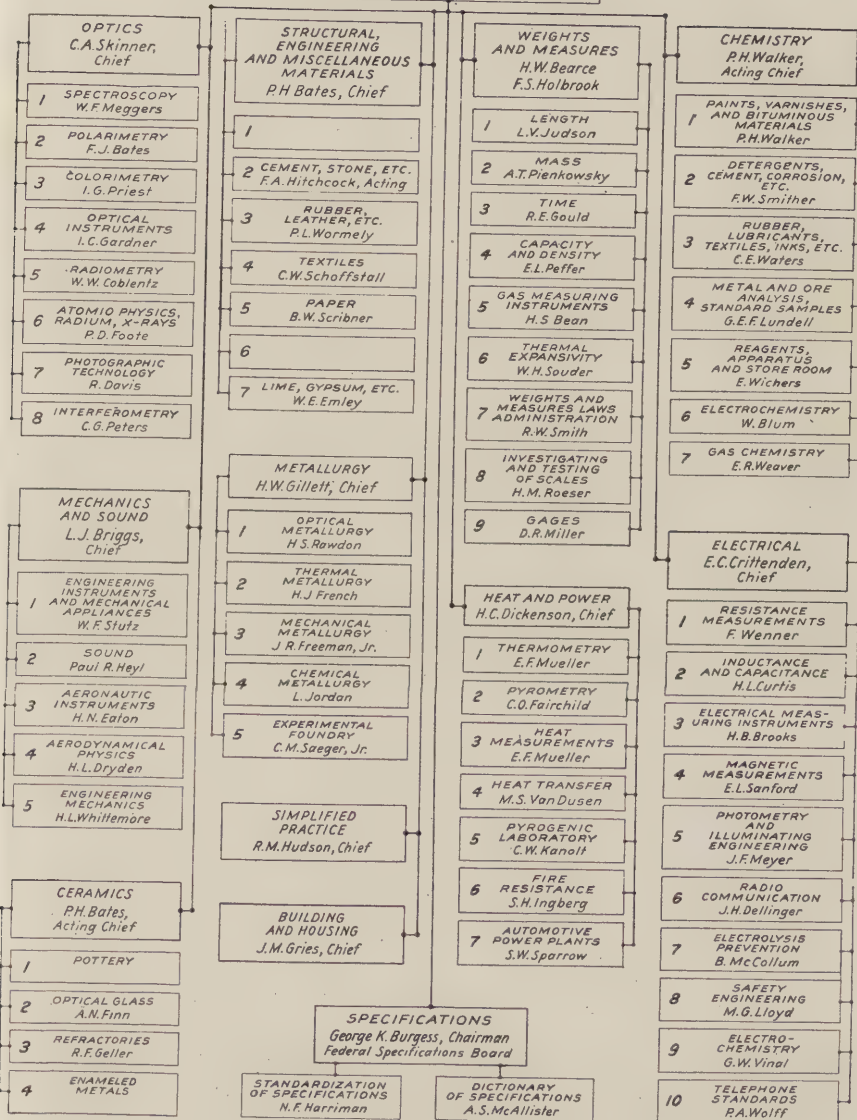 OPTICS
C.A. Skinner,
Chief
1 SPECTROSCOPY
W.F. Meggers
2 POLARIMETRY
F.J. Bates
3 COLORIMETRY
I.G. Priest
4 OPTICAL
INSTRUMENTS
I.C. Gardner
5 RADIOMETRY
W.W. Coblentz
6 ATOMIO PHYSICS,
RADIUM, X-RAYS
P.D. Foote
7 PHOTOGRAPHIC
TECHNOLOGY
R. Davis
8 INTERFEROMETRY
C.G. Peters
MECHANICS
AND SOUND
L.J. Briggs,
Chief
1 ENGINEERING
INSTRUMENTS
AND MECHANICAL
APPLIANCES
W.F. Stutz
2 SOUND
Paul R. Heyl
3 AERONAUTIC
INSTRUMENTS
H.N. Eaton
4 AERODYNAMICAL
PHYSICS
H.L. Dryden
5 ENGINEERING
MECHANICS
H.L. Whittemore
CERAMICS
P.H. Bates,
Acting Chief
1 POTTERY
2 OPTICAL GLASS
A.N. Finn
3 REFRACTORIES
R.F. Geller
4 ENAMELED
METALS
STRUCTURAL,
ENGINEERING
AND MISCELLANEOUS
MATERIALS
P.H Bates, Chief
1
2 CEMENT, STONE, ETC.
F.A. Hitchcock, Acting
3 RUBBER,
LEATHER, ETC.
P.L. Wormely
4 TEXTILES
C.W. Schoffstall
5 PAPER
B.W. Scribner
6
7 LIME, GYPSUM, ETC.
W.E. Emley
METALLURGY
H.W. Gillett, Chief
1 OPTICAL
METALLURGY
H S. Rawdon
2 THERMAL
METALLURGY
H.J French
3 MECHANICAL
METALLURGY
J R. Freeman, Jr.
4 CHEMICAL
METALLURGY
L. Jordan
5 EXPERIMENTAL
FOUNDRY
C.M. Saeger, Jr.
SIMPLIFIED
PRACTICE
R.M. Hudson, Chief
BUILDING
AND HOUSING
J.M. Gries, Chief
WEIGHTS
AND MEASURES
H.W. Bearce
F.S. Holbrook
1 LENGTH
L.V. Judson
2 MASS
A.T. Pienkowsky
3 TIME
R.E. Gould
4 CAPACITY
AND DENSITY
E.L. Peffer
5 GAS MEASURING
INSTRUMENTS
H.S Bean
6 THERMAL
EXPANSIVITY
W.H. Souder
7 WEIGHTS AND
MEASURES LAWS
ADMINISTRATION
R.W. Smith
8 INVESTIGATING
AND TESTING
OF SCALES
H.M. Roeser
9 GAGES
D.R. Miller
HEAT AND POWER
H.C. Dickenson, Chief
1 THERMOMETRY
E.F. Mueller
2 PYROMETRY
C.O. Fairchild
3 HEAT
MEASUREMENTS
E.F. Mueller
4 HEAT TRANSFER
M.S. Van Dusen
5 PYROGENIC
LABORATORY
C.W. Kanolt
6 FIRE
RESISTANCE
S.H. Ingberg
7 AUTOMOTIVE
POWER PLANTS
S.W. Sparrow
CHEMISTRY
P.H. Walker,
Acting Chief
1 PAINTS, VARNISHES,
AND BITUMINOUS
MATERIALS
P.H. Walker
2 DETERGENTS,
CEMENT, CORROSION,
ETC.
F.W. Smither
3 RUBBER,
LUBRICANTS,
TEXTILES, INKS, ETC.
C.E. Waters
4 METAL AND ORE
ANALYSIS,
STANDARD SAMPLES
G.E.F. Lundell
5 REAGENTS,
APPARATUS
AND STORE ROOM
E. Wichers
6 ELECTROCHEMISTRY
W. Blum
7 GAS CHEMISTRY
E.R. Weaver
ELECTRICAL
E.C. Crittenden,
Chief
1 RESISTANCE
MEASUREMENTS
F. Wenner
2 INDUCTANCE
AND CAPACITANCE
H.L. Curtis
3 ELECTRICAL MEAS-
URING INSTRUMENTS
H.B. Brooks
4 MAGNETIC
MEASUREMENTS
E.L. Sanford
5 PHOTOMETRY
AND
ILLUMINATING
ENGINEERING
J.F. Meyer
6 RADIO
COMMUNICATION
J.H. Dellinger
7 ELECTROLYSIS
PREVENTION
B. McCollum
8 SAFETY
ENGINEERING
M.G. Lloyd
9 ELECTRO-
CHEMISTRY
G.W. Vinal
10 TELEPHONE
STANDARDS
P.A. Wolff
SPECIFICATIONS
George K. Burgess, Chairman
Federal Specifications Board
STANDARDIZATION
OF SPECIFICATIONS
N.F. Harriman
DICTIONARY
OF SPECIFICATIONS
A.S. McAllister